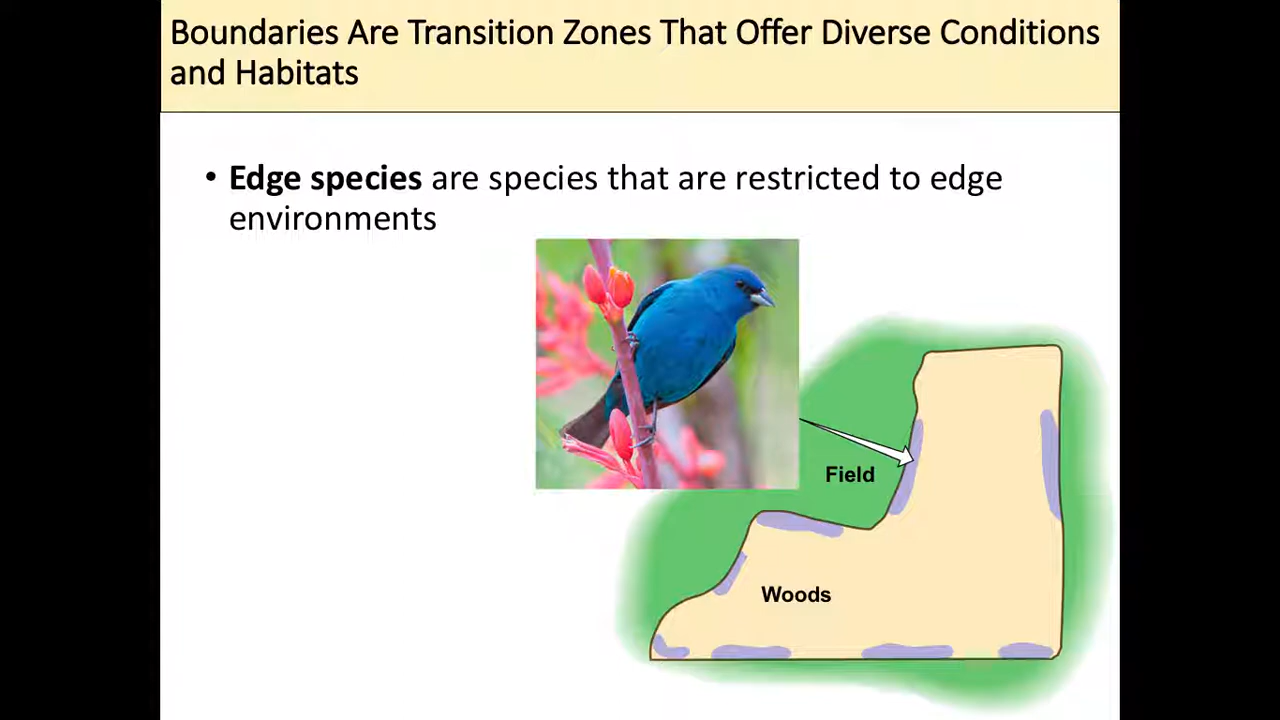 Boundaries Are Transition Zones That Offer Diverse Conditions
and Habitats
• Edge species are species that are restricted to edge
environments
Field
Woods